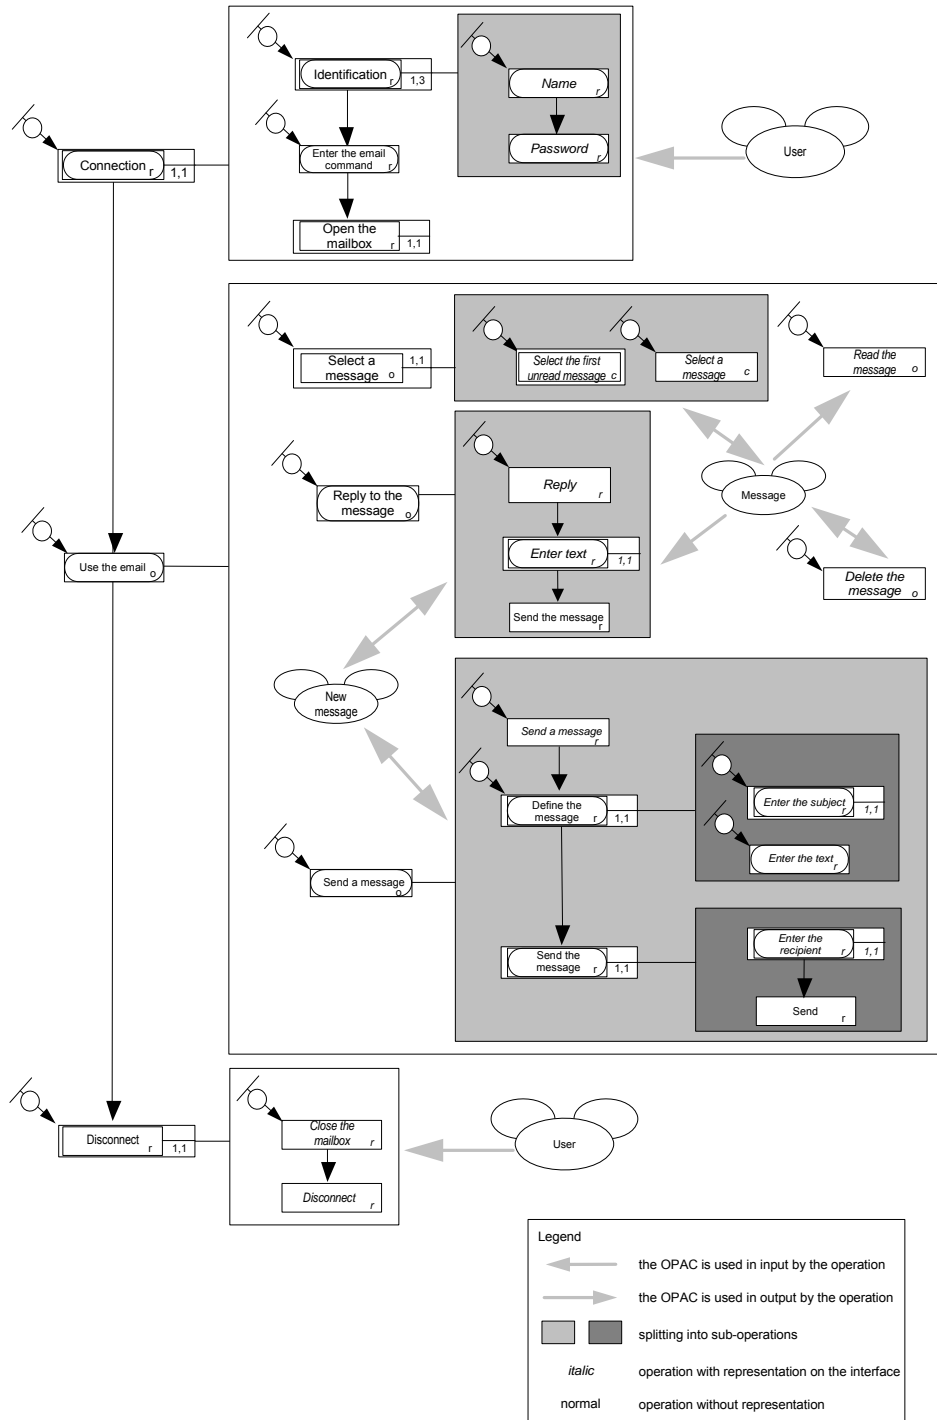 Identification
r
1,3
Name
r
Enter the email
command
r
Password
r
User
Connection
r
1,1
Open the
mailbox
r
1,1
Select a
message
o
1,1
Select the first
unread message
c
Select a
message
c
Read the
message
o
Reply to the
message
o
Reply
r
Message
Enter text
r
1,1
Use the email
o
Delete the
message
o
Send the message
r
New
message
Send a message
r
Define the
message
r
1,1
Enter the subject
r
1,1
Enter the text
r
Send a message
o
Send the
message
r
1,1
Enter the
recipient
r
1,1
Send
r
Disconnect
r
1,1
Close the
mailbox
r
User
Disconnect
r
Legend
the OPAC is used in input by the operation
the OPAC is used in output by the operation
splitting into sub-operations
italic
operation with representation on the interface
normal
operation without representation